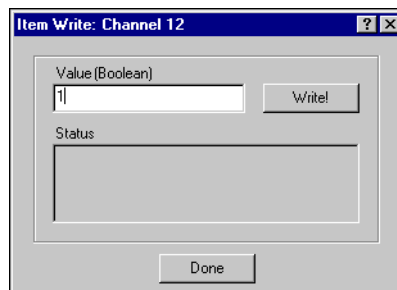 Item Write: Channel 12
Value (Boolean)
1
Write!
Status
Done